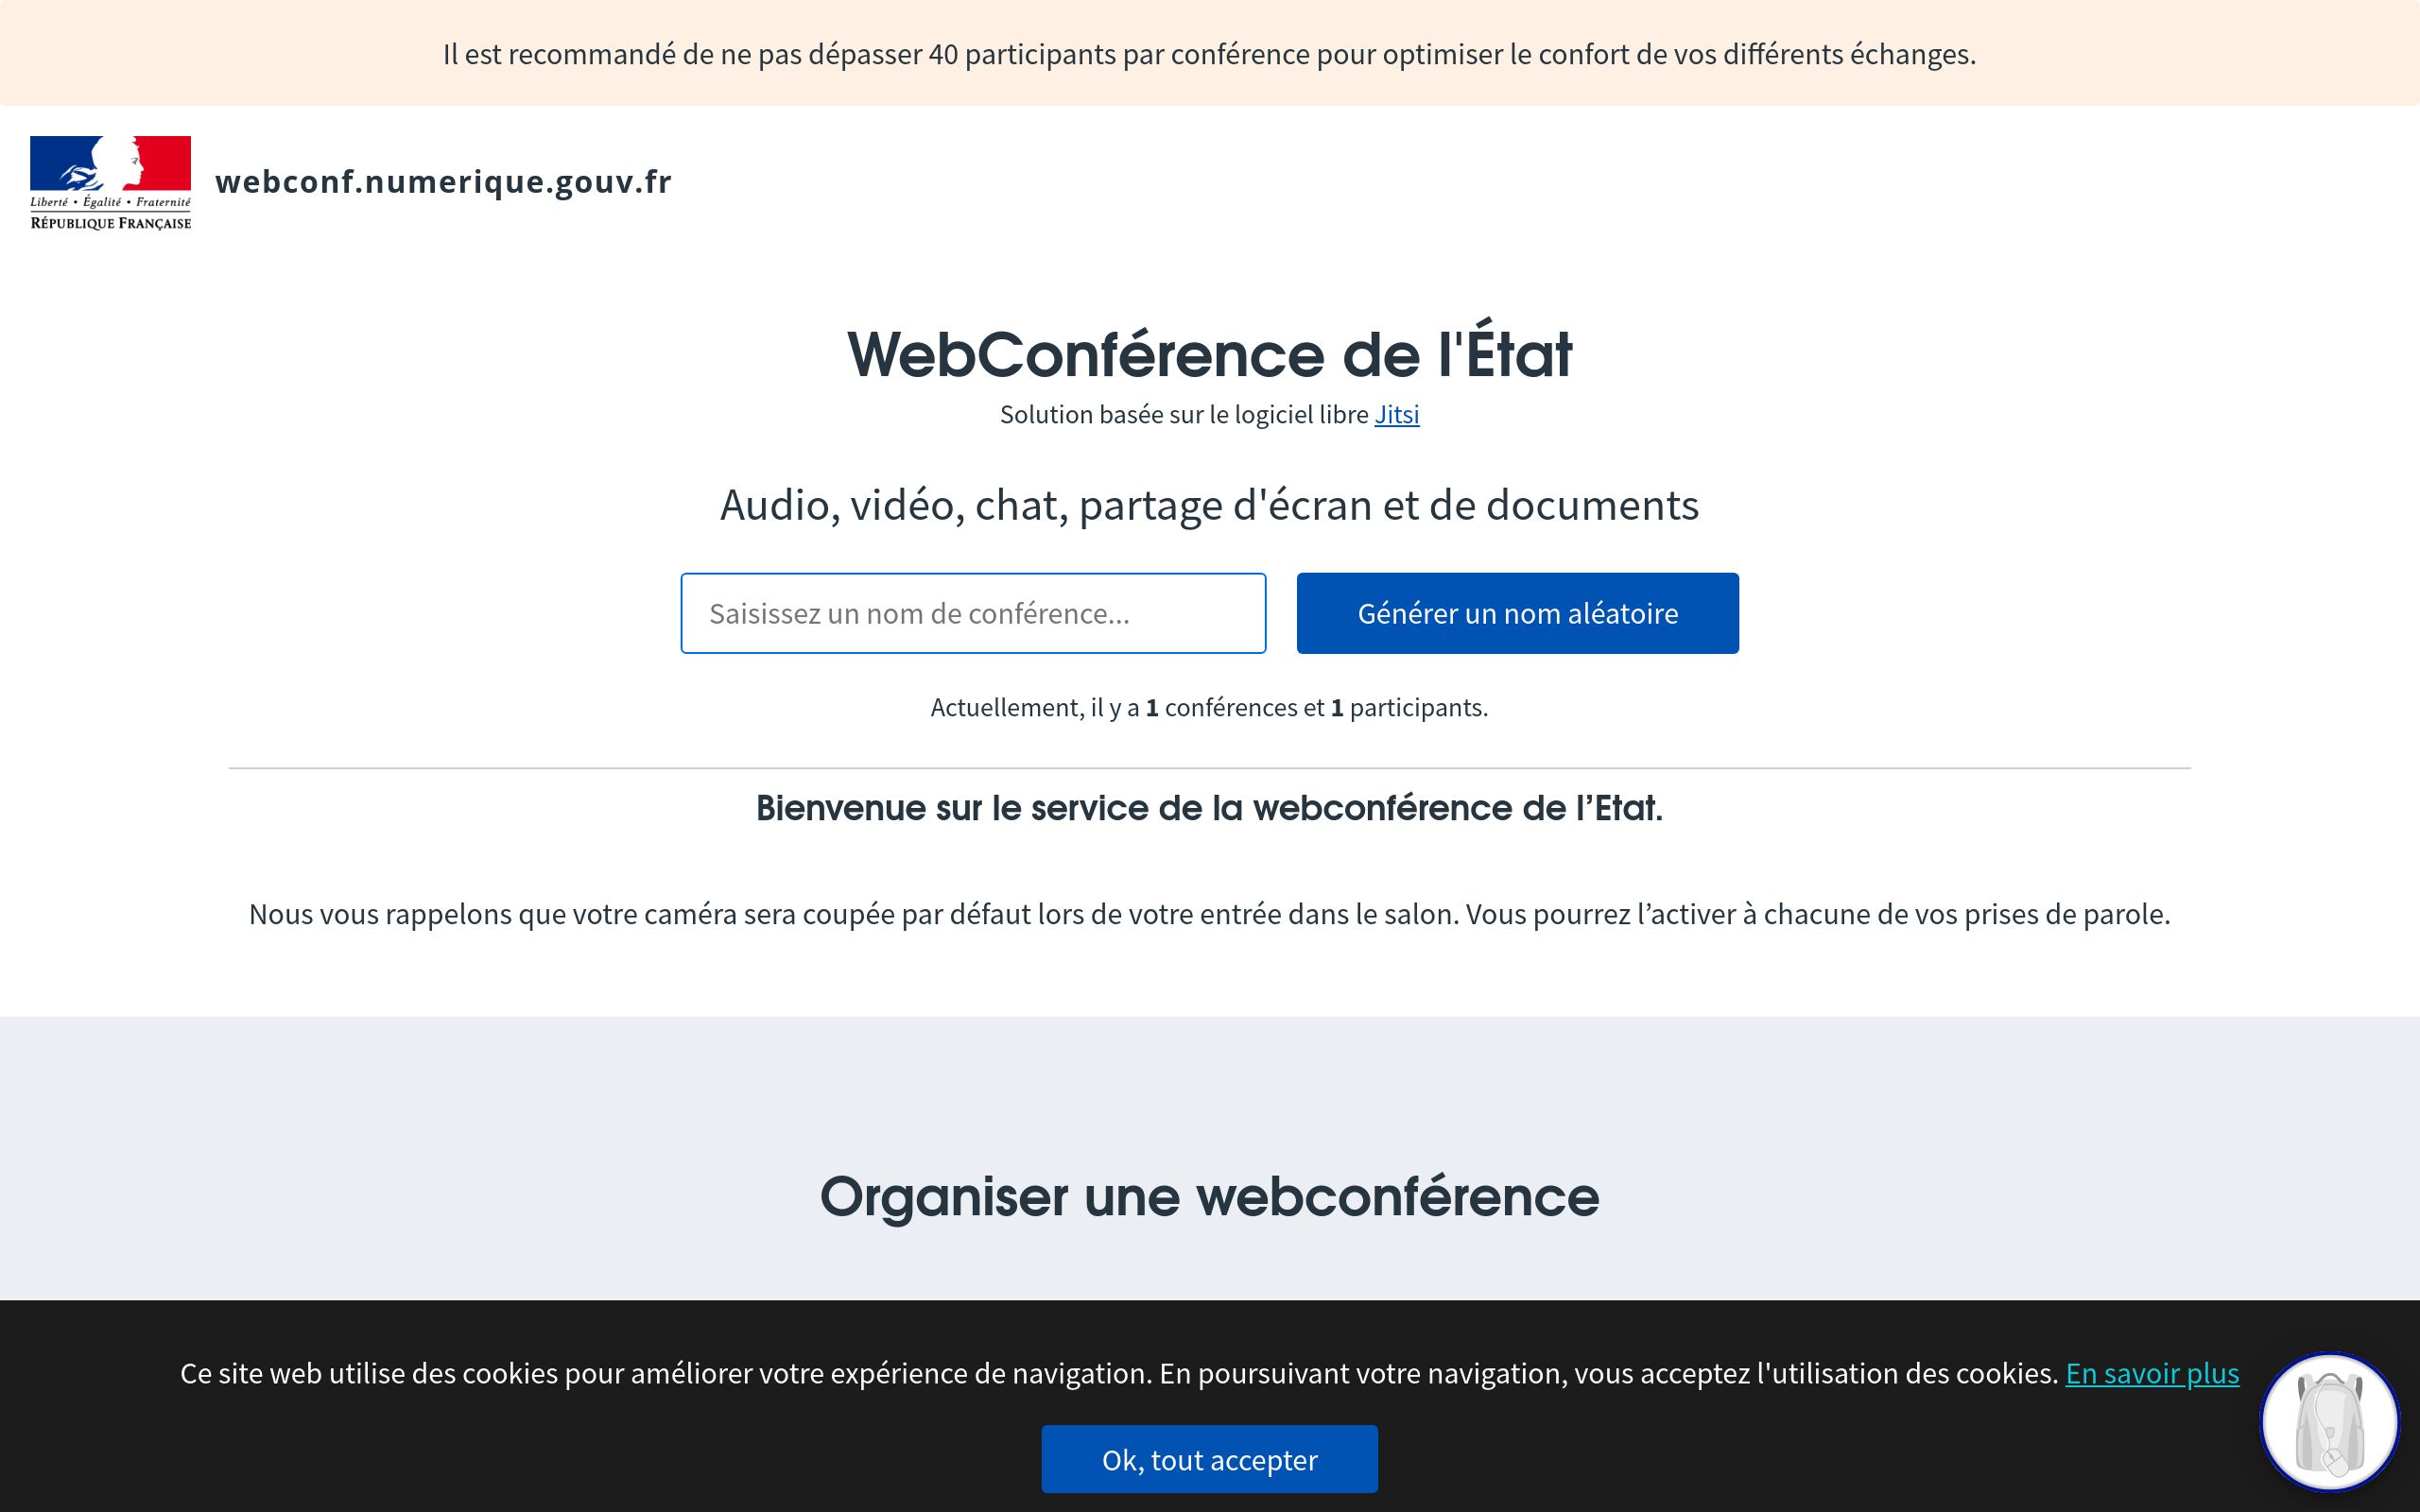 Il est recommandé de ne pas dépasser 40 participants par conférence pour optimiser le confort de vos différents échanges.
Liberté • Égalité • Fraternité
RÉPUBLIQUE FRANÇAISE
webconf.numerique.gouv.fr
WebConférence de l'État
Solution basée sur le logiciel libre Jitsi
Audio, vidéo, chat, partage d'écran et de documents
Saisissez un nom de conférence...
Générer un nom aléatoire
Actuellement, il y a 1 conférences et 1 participants.
Bienvenue sur le service de la webconférence de l’Etat.
Nous vous rappelons que votre caméra sera coupée par défaut lors de votre entrée dans le salon. Vous pourrez l’activer à chacune de vos prises de parole.
Organiser une webconférence
Ce site web utilise des cookies pour améliorer votre expérience de navigation. En poursuivant votre navigation, vous acceptez l'utilisation des cookies. En savoir plus
Ok, tout accepter